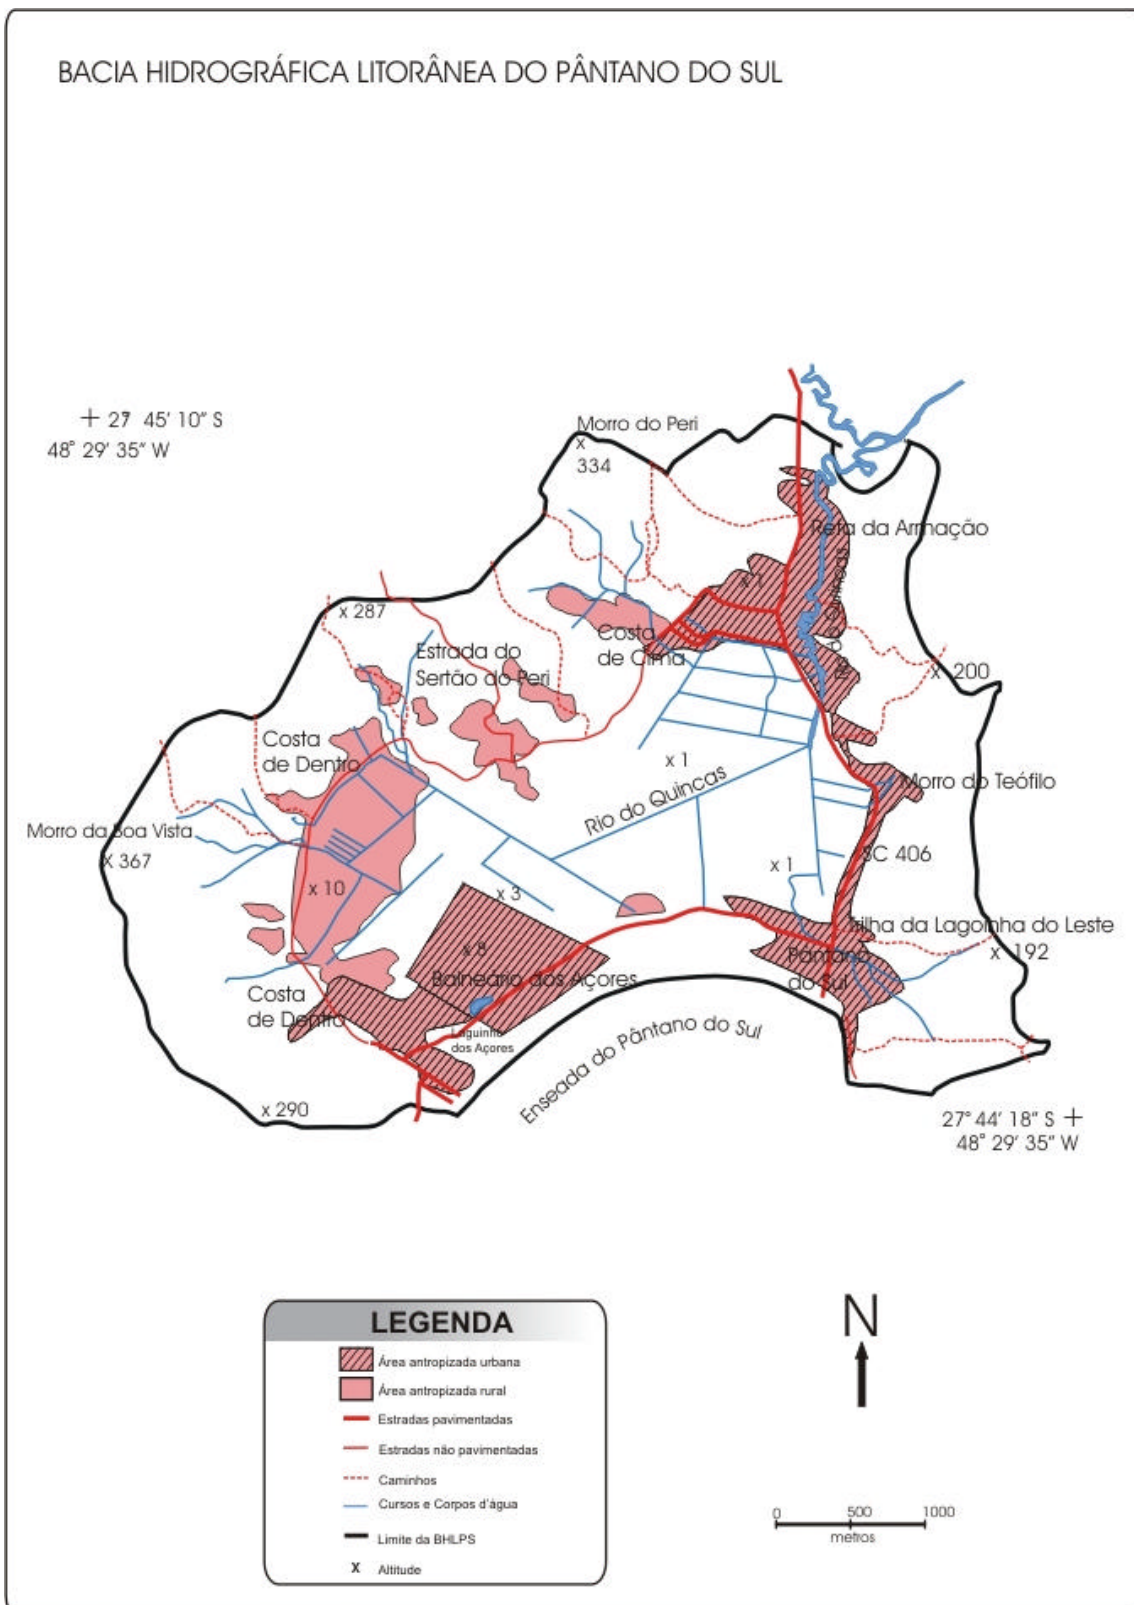 BACIA HIDROGRÁFICA LITORÂNEA DO PÂNTANO DO SUL
27 45' 10" S
48° 29' 35" W
Morro do Peri
x
334
Reta da Armação
x 1
Rio do Quincas
x 287
Costa
de Cima
Estrada do
Sertão do Peri
x 200
Costa
de Dentro
x 1
Rio do Quincas
Morro do Teófilo
Morro da Boa Vista
x 367
SC 406
x 1
x 10
x 3
Trilha da Lagoinha do Leste
x 192
x 8
Balneário dos Açores
Pântano
do Sul
Costa
de Dentro
Laguinho
dos Açores
Enseada do Pântano do Sul
x 290
27° 44' 18" S
48° 29' 35" W
LEGENDA
Área antropizada urbana
Área antropizada rural
Estradas pavimentadas
Estradas não pavimentadas
Caminhos
Cursos e Corpos d'água
Limite da BHLPS
X Altitude
N
0 500 1000
metros